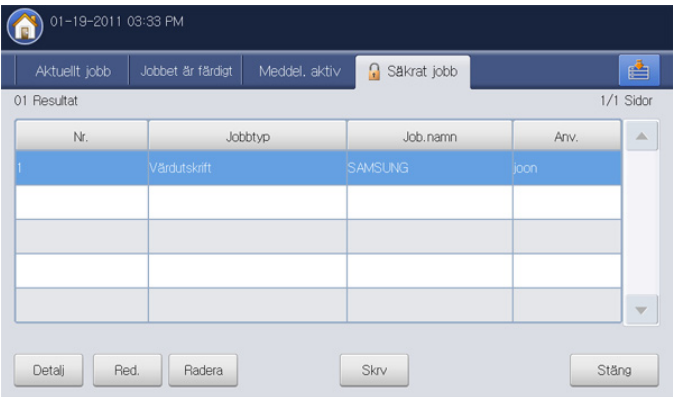 01-19-2011 03:33 PM
Aktuellt jobb Jobbet är färdigt Meddel. aktiv Säkrat jobb
01 Resultat 1/1 Sidor
Nr. Jobbtyp Job.namn Anv.
1 Värdutskrift SAMSUNG joon
Detalj Red. Radera Skrv Stäng